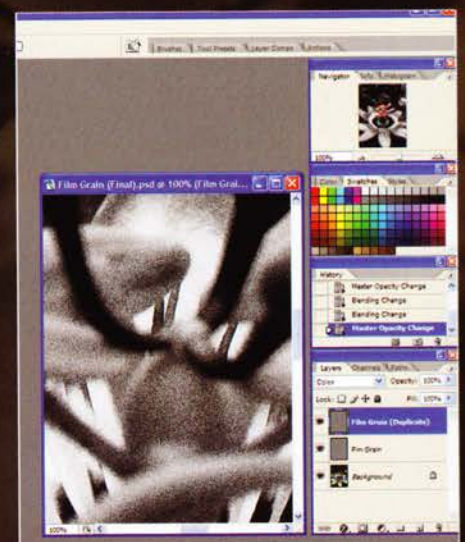 Brushes Tool Presets Layer Comps Actions
Navigator Info Histogram
100%
Film Grain (Final).psd @ 100% (Film Grai...
Color Swatches Styles
History
Master Opacity Change
Blending Change
Blending Change
Master Opacity Change
Layers Channels Paths
Color Opacity: 100%
Lock: Fill: 100%
Film Grain (Duplicate)
Film Grain
Background
100%